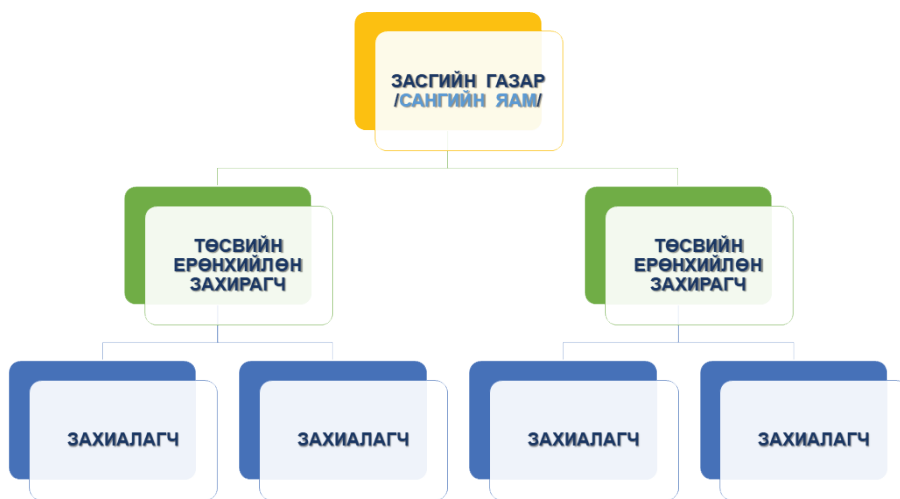 ЗАСГИЙН ГАЗАР
/САНГИЙН ЯАМ/
ТӨСВИЙН
ЕРӨНХИЙЛӨН
ЗАХИРАГЧ
ТӨСВИЙН
ЕРӨНХИЙЛӨН
ЗАХИРАГЧ
ЗАХИАЛАГЧ
ЗАХИАЛАГЧ
ЗАХИАЛАГЧ
ЗАХИАЛАГЧ